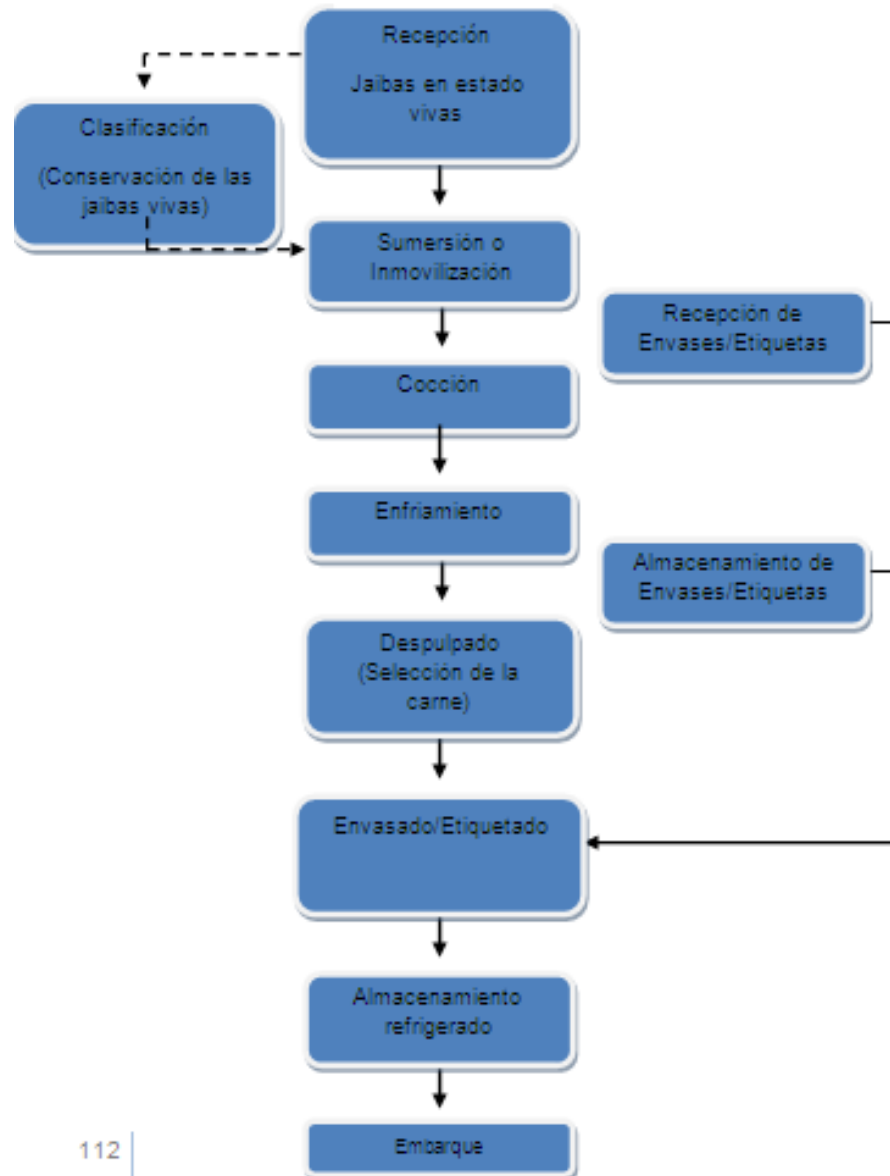 Recepción
Jaibas en estado
vivas
Clasificación
(Conservación de las
jaibas vivas)
Sumersión o
Inmovilización
Recepción de
Envases/Etiquetas
Cocción
Enfriamiento
Almacenamiento de
Envases/Etiquetas
Despulpado
(Selección de la
carne)
Envasado/Etiquetado
Almacenamiento
refrigerado
Embarque
112